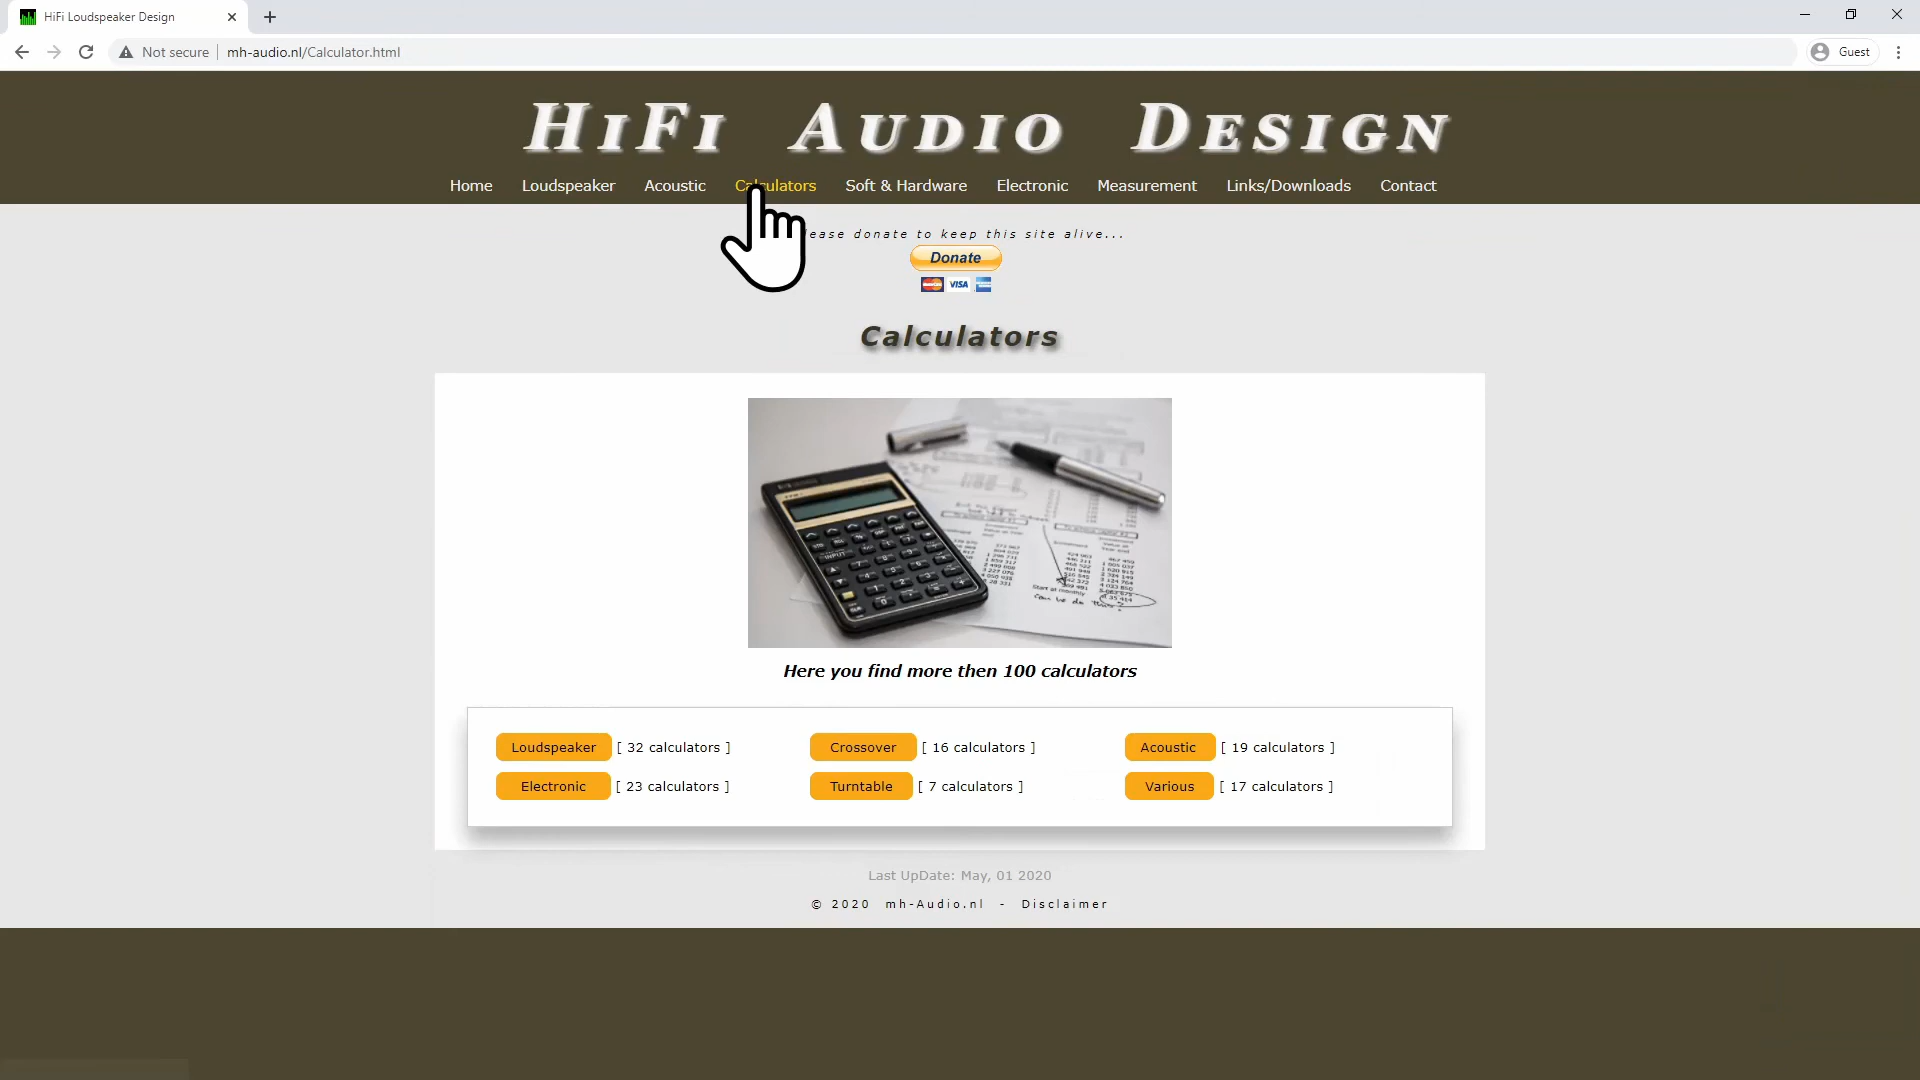 HiFi Loudspeaker Design
Not secure
mh-audio.nl/Calculator.html
Guest
HiFi Audio Design
Home Loudspeaker Acoustic Calculators Soft & Hardware Electronic Measurement Links/Downloads Contact
lease donate to keep this site alive...
Donate
VISA
Calculators
Here you find more then 100 calculators
Loudspeaker [ 32 calculators ] Crossover [ 16 calculators ] Acoustic [ 19 calculators ]
Electronic [ 23 calculators ] Turntable [ 7 calculators ] Various [ 17 calculators ]
Last UpDate: May, 01 2020
© 2020 mh-Audio.nl - Disclaimer